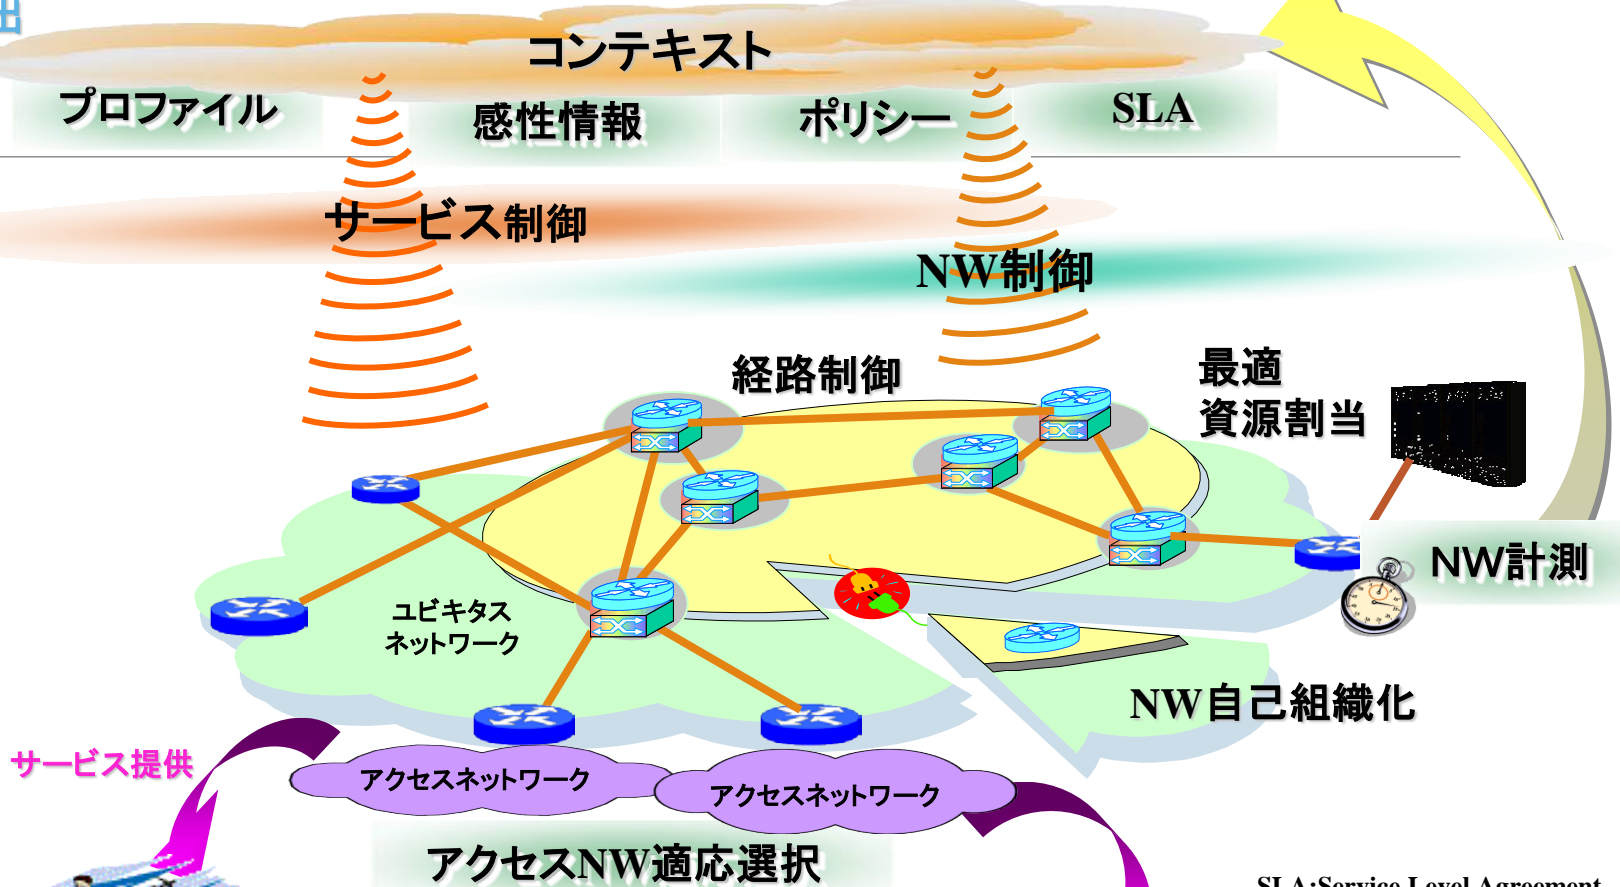 出
コンテキスト
プロファイル
感性情報
ポリシー
SLA
サービス制御
NW制御
経路制御
最適
資源割当
NW計測
ユビキタス
ネットワーク
NW自己組織化
サービス提供
アクセスネットワーク
アクセスネットワーク
アクセスNW適応選択
SLA:Service Level Agreement